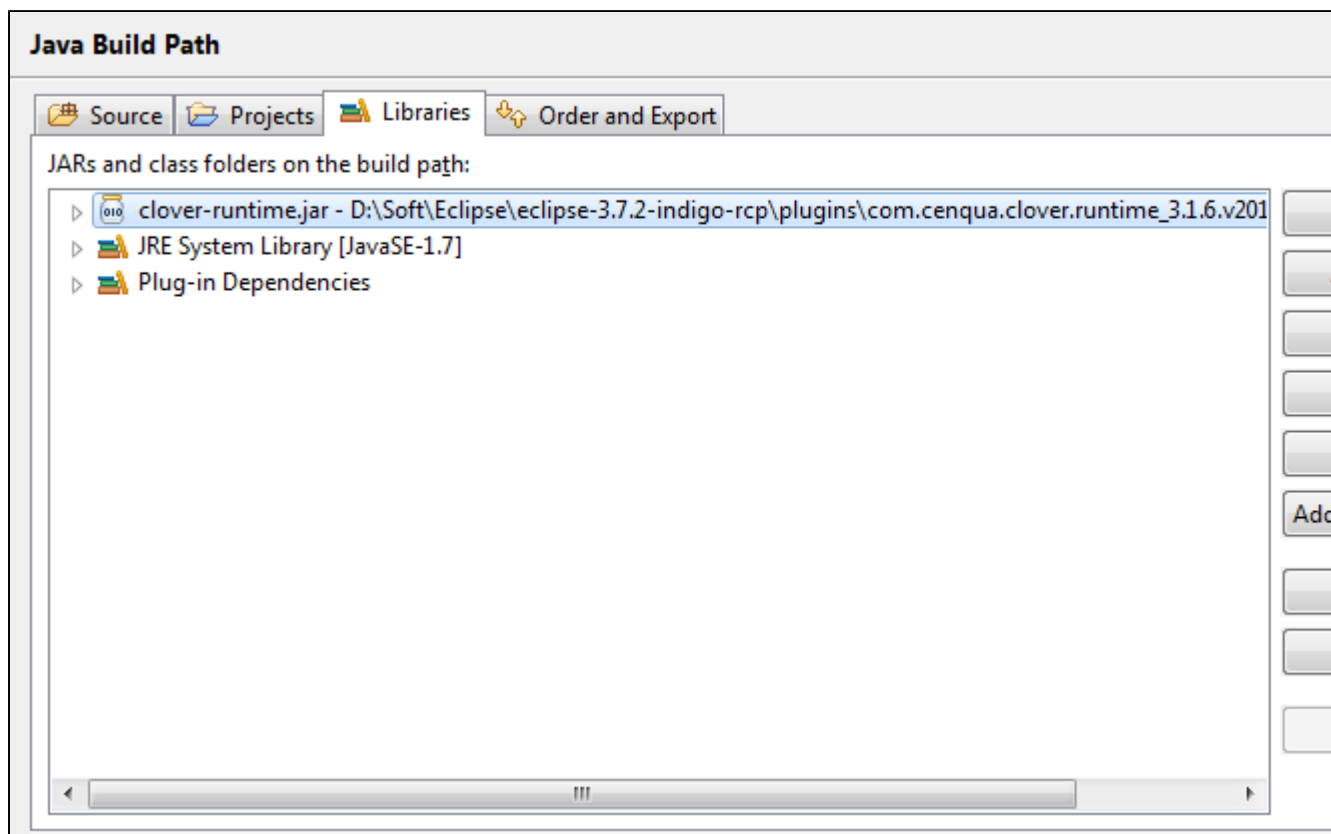 Java Build Path
Source Projects Libraries Order and Export
JARs and class folders on the build path:
clover-runtime.jar - D:\Soft\Eclipse\eclipse-3.7.2-indigo-rcp\plugins\com.cenqua.clover.runtime_3.1.6.v201
JRE System Library [JavaSE-1.7]
Plug-in Dependencies